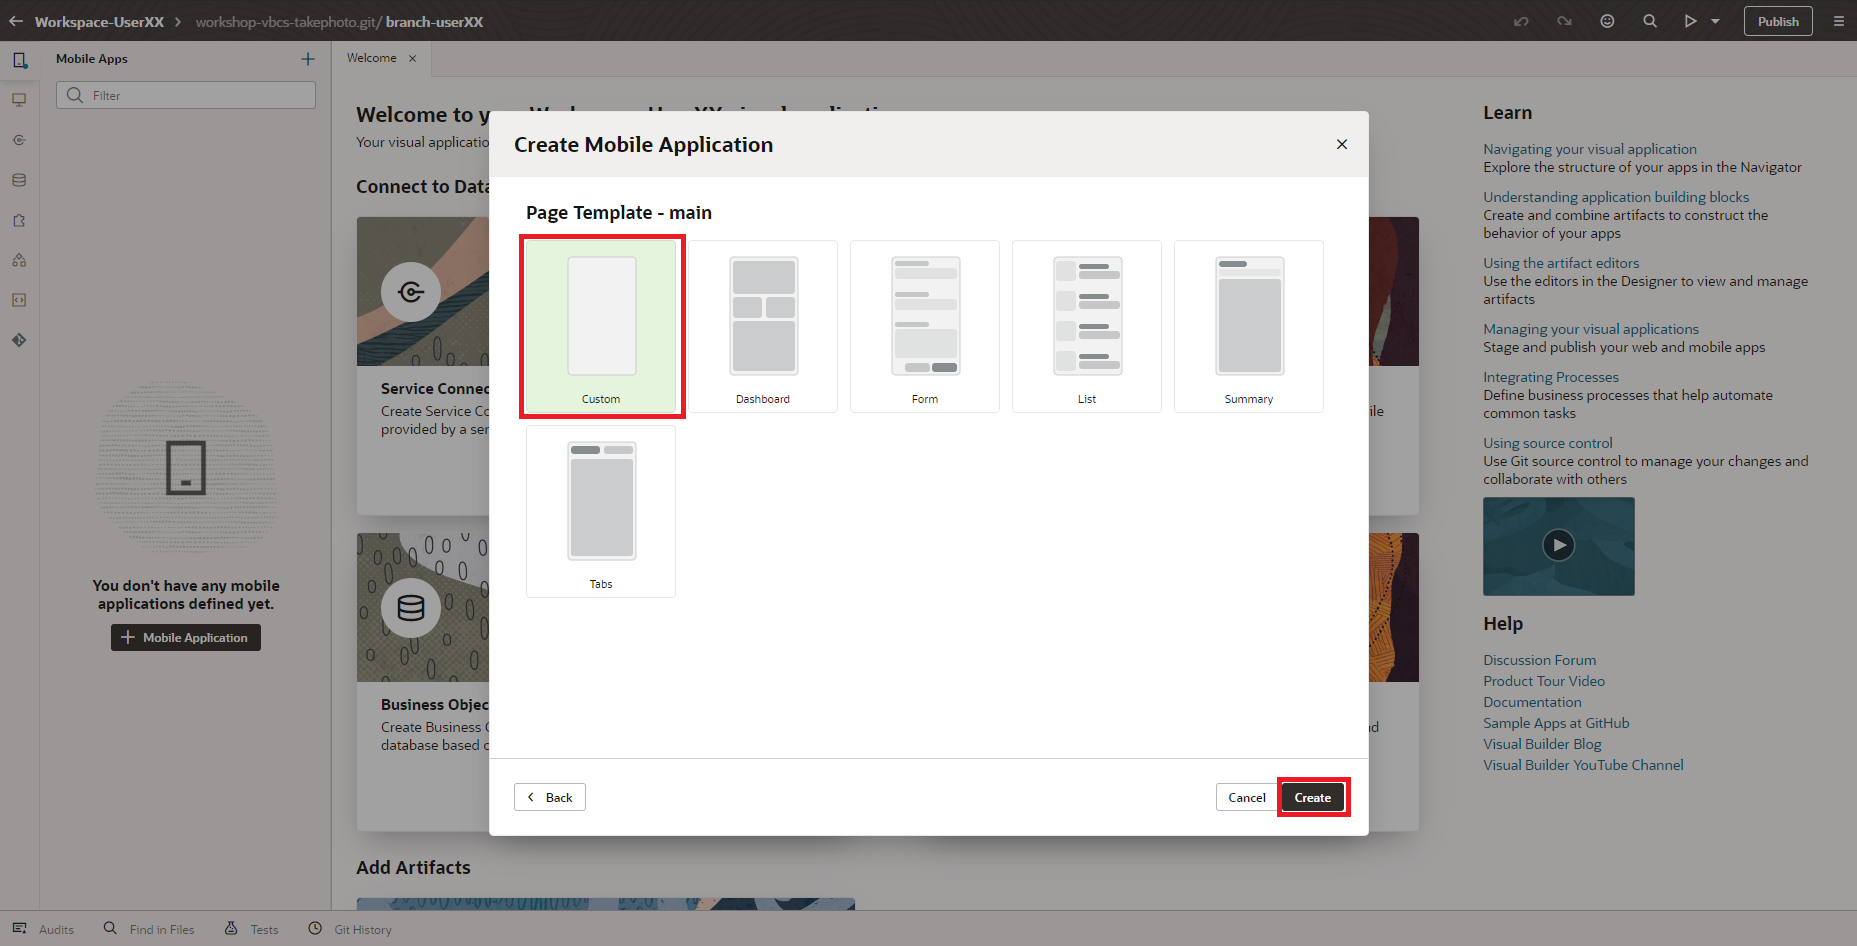 Workspace-UserXX > workshop-vbcs-takephoto.git/ branch-userXX
Publish
Mobile Apps
Filter
You don't have any mobile
applications defined yet.
Mobile Application
Welcome
Welcome to
Your visual applicatio
Connect to Data
Service Connec
Create Service Co
provided by a ser
ile
Business Objec
Create Business
database based
Add Artifacts
Create Mobile Application
Page Template - main
Custom
Dashboard
Form
List
Summary
Tabs
Back
Cancel
Create
Learn
Navigating your visual application
Explore the structure of your apps in the Navigator
Understanding application building blocks
Create and combine artifacts to construct the
behavior of your apps
Using the artifact editors
Use the editors in the Designer to view and manage
artifacts
Managing your visual applications
Stage and publish your web and mobile apps
Integrating Processes
Define business processes that help automate
common tasks
Using source control
Use Git source control to manage your changes and
collaborate with others
Help
Discussion Forum
Product Tour Video
Documentation
Sample Apps at GitHub
Visual Builder Blog
Visual Builder YouTube Channel
Audits
Find in Files
Tests
Git History